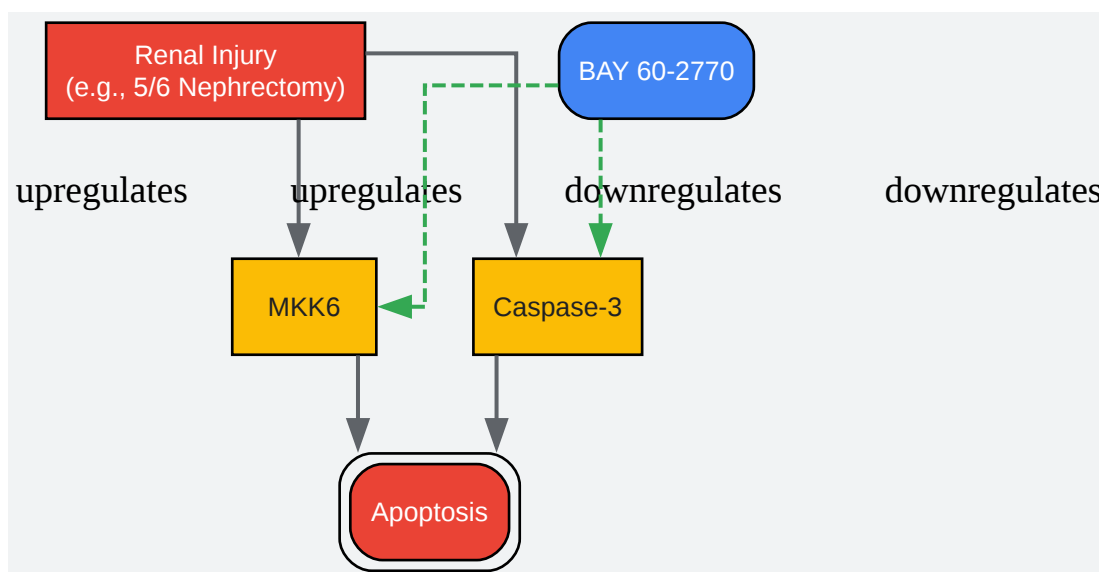 Renal Injury
(e.g., 5/6 Nephrectomy)
BAY 60-2770
upregulates
upregulates
downregulates
downregulates
MKK6
Caspase-3
Apoptosis